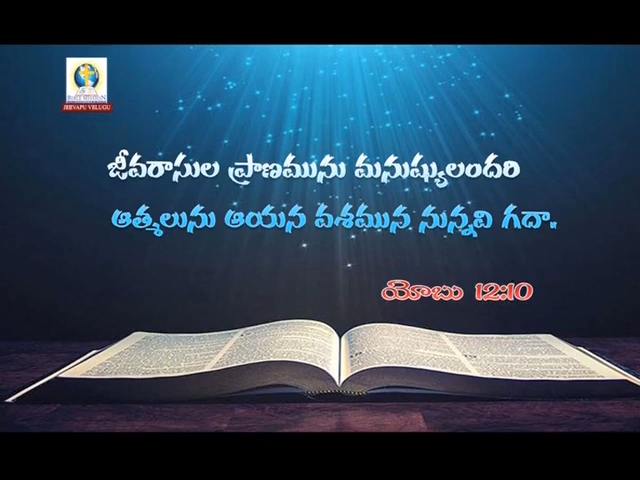 JEEVAPU VELUGU
జీవరాసుల ప్రాణమును మనుష్యులందరి
ఆత్మలును ఆయన వశమున నున్నవి గదా..
యోబు 12:10